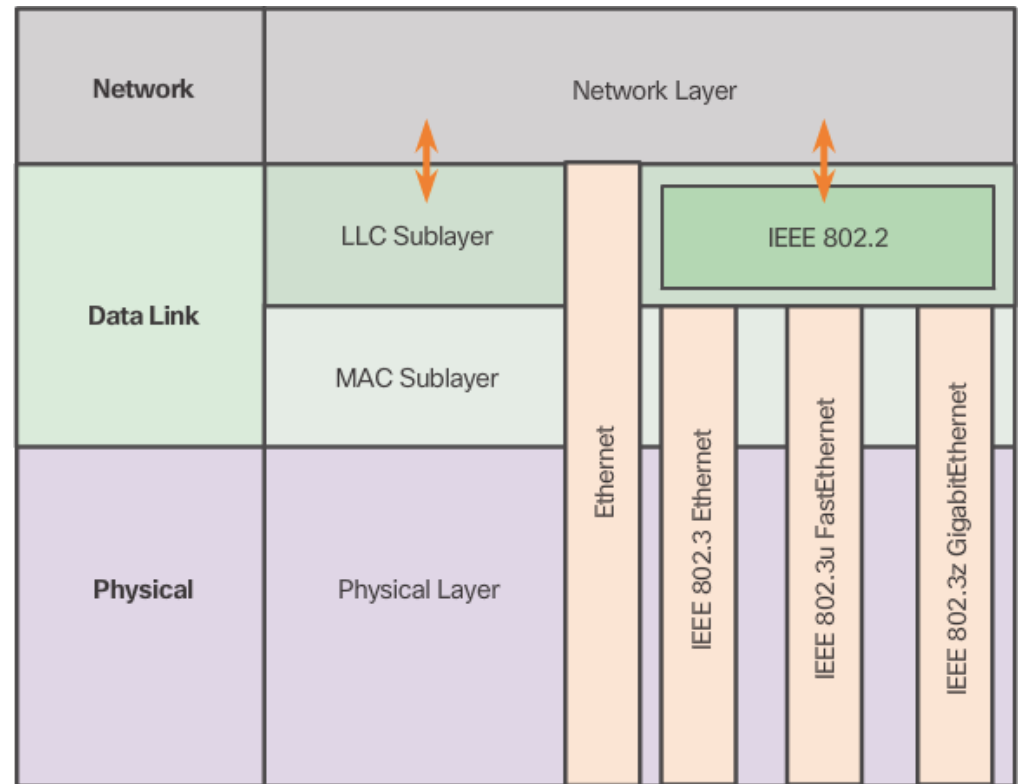 Network
Network Layer
Data Link
LLC Sublayer
IEEE 802.2
MAC Sublayer
Physical
Physical Layer
Ethernet
IEEE 802.3 Ethernet
IEEE 802.3u FastEthernet
IEEE 802.3z GigabitEthernet